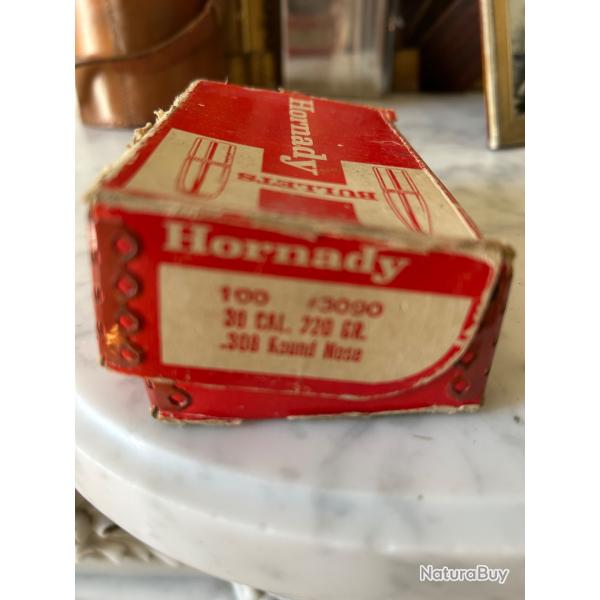 Hornady
BULLETS
Hornady
100 #3090
30 CAL. 220 GR.
.308 Round Nose
NaturaBuy